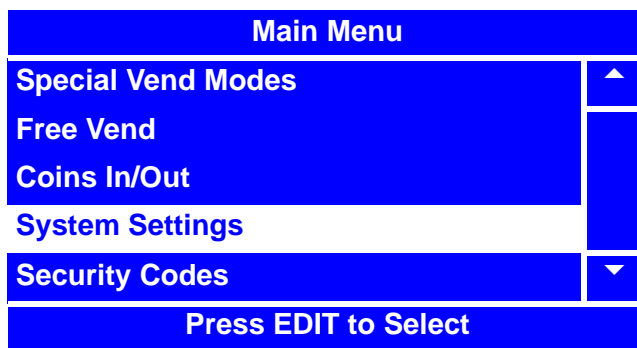 Main Menu
Special Vend Modes
Free Vend
Coins In/Out
System Settings
Security Codes
Press EDIT to Select